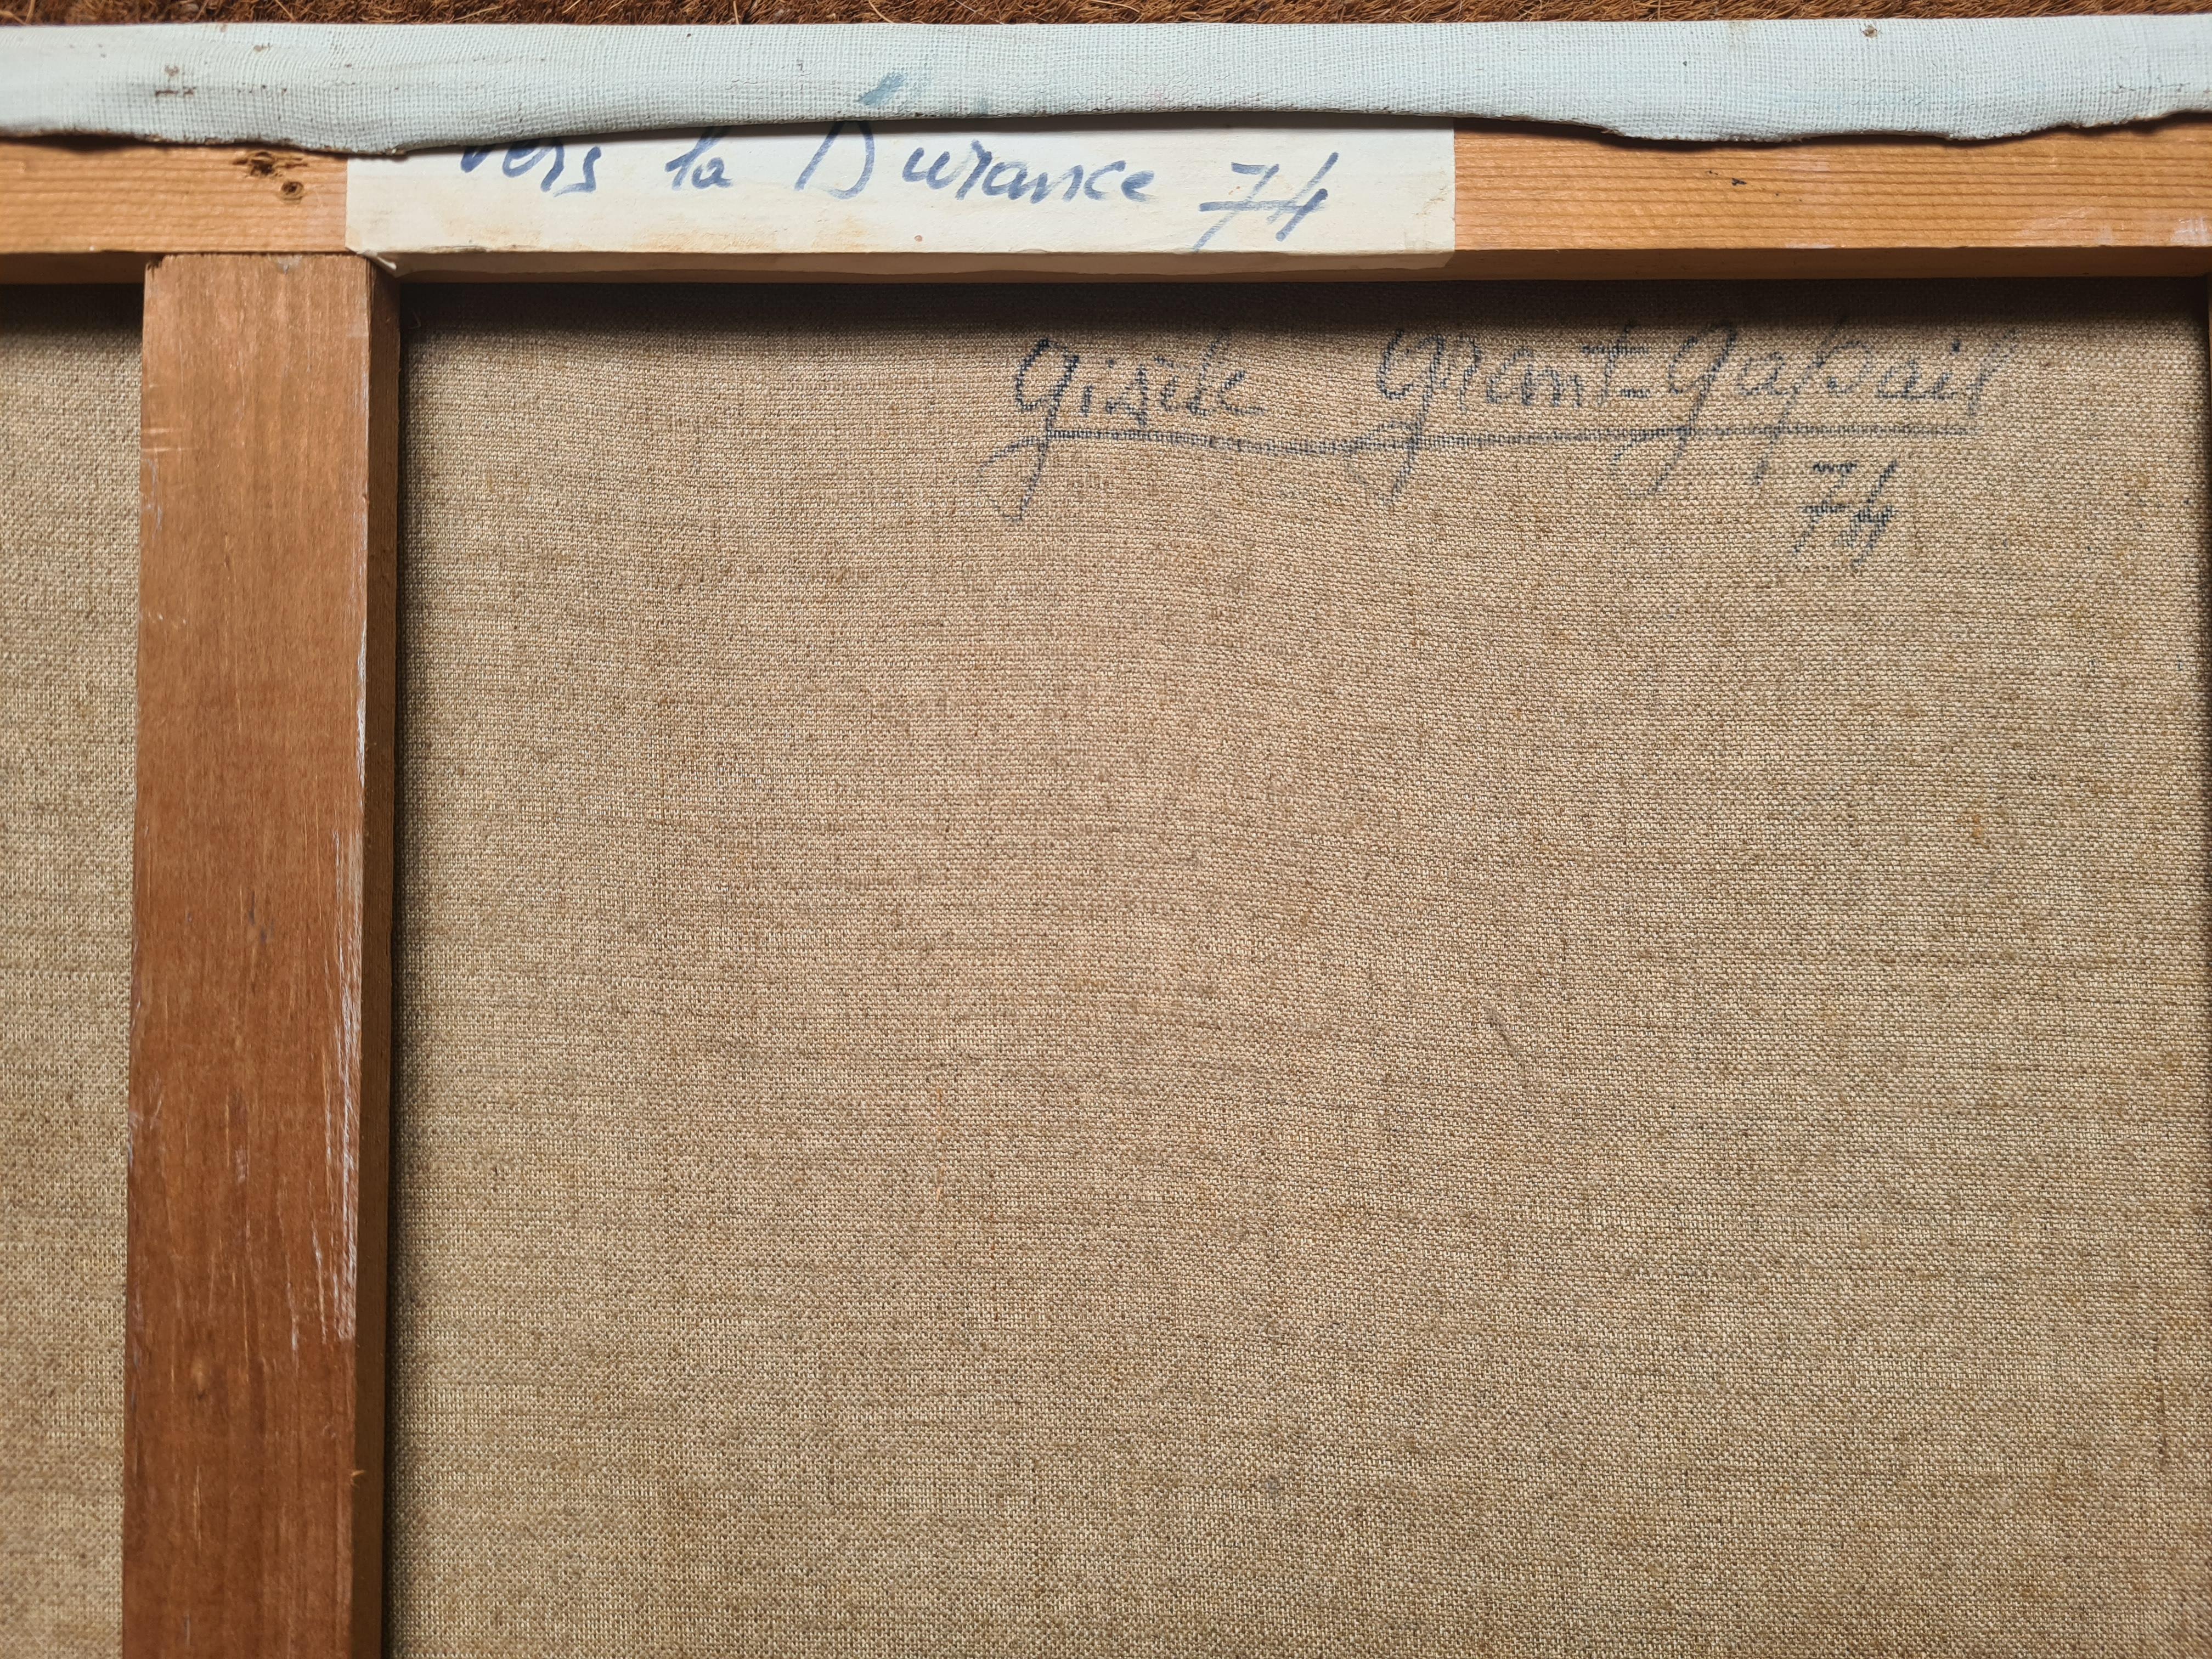 vers la Durance 74
Gisèle Grant-Gabail
74